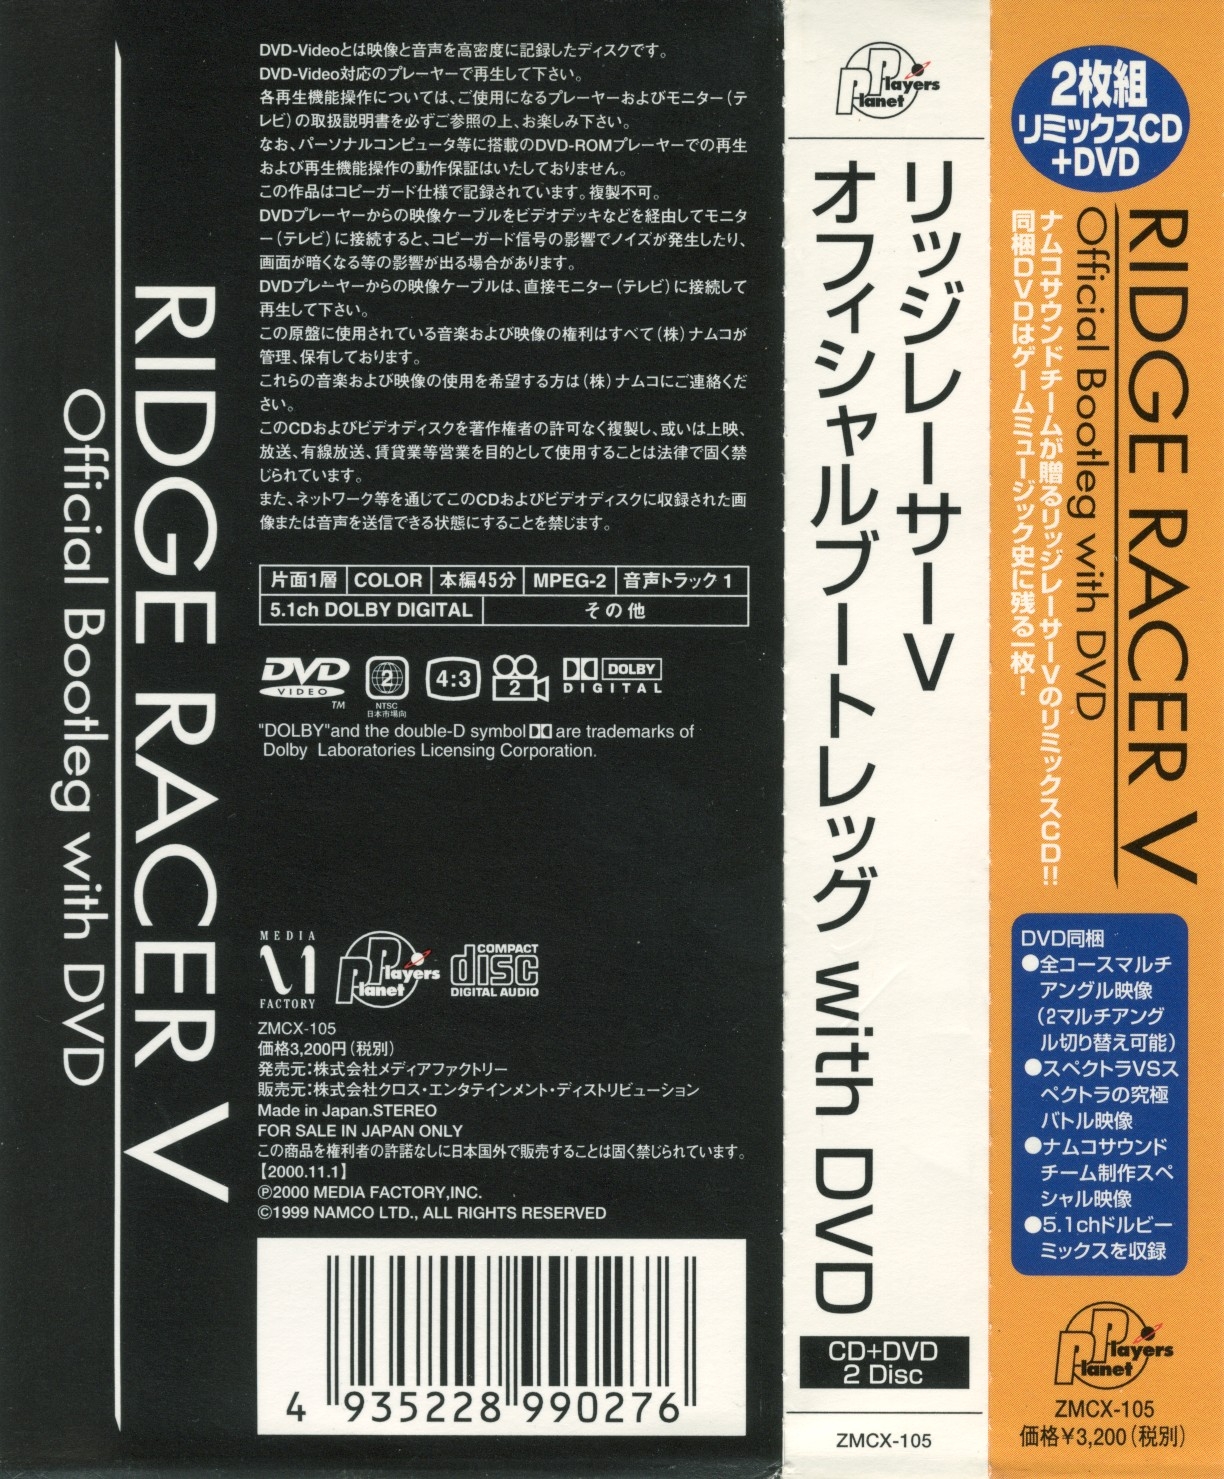 RIDGE RACER V
Official Bootleg with DVD
DVD-Videoとは映像と音声を高密度に記録したディスクです。
DVD-Video対応のプレーヤーで再生して下さい。
各再生機能操作については、ご使用になるプレーヤーおよびモニター(テ
レビ)の取扱説明書を必ずご参照の上、お楽しみ下さい。
なお、パーソナルコンピュータ等に搭載のDVD-ROMプレーヤーでの再生
および再生機能操作の動作保証はいたしておりません。
この作品はコピーガード仕様で記録されています。複製不可。
DVDプレーヤーからの映像ケーブルをビデオデッキなどを経由してモニタ
ー(テレビ)に接続すると、コピーガード信号の影響でノイズが発生したり、
画面が暗くなる等の影響が出る場合があります。
DVDプレーヤーからの映像ケーブルは、直接モニター(テレビ)に接続して
再生して下さい。
この原盤に使用されている音楽および映像の権利はすべて(株)ナムコが
管理、保有しております。
これらの音楽および映像の使用を希望する方は(株)ナムコにご連絡くだ
さい。
このCDおよびビデオディスクを著作権者の許可なく複製し、或いは上映、
放送、有線放送、賃貸業等営業を目的として使用することは法律で固く禁
じられています。
また、ネットワーク等を通じてこのCDおよびビデオディスクに収録された画
像または音声を送信できる状態にすることを禁じます。
片面1層 COLOR 本編45分 MPEG-2 音声トラック 1
5.1ch DOLBY DIGITAL その他
DVD VIDEO TM
2 NTSC 日本市場向
4:3
2
DOLBY DIGITAL
"DOLBY"and the double-D symbol are trademarks of
Dolby Laboratories Licensing Corporation.
MEDIA FACTORY
Players Planet
COMPACT disc DIGITAL AUDIO
ZMCX-105
価格3,200円(税別)
発売元:株式会社メディアファクトリー
販売元:株式会社クロス・エンタテインメント・ディストリビューション
Made in Japan.STEREO
FOR SALE IN JAPAN ONLY
この商品を権利者の許諾なしに日本国外で販売することは固く禁じられています。
【2000.11.1】
℗2000 MEDIA FACTORY,INC.
©1999 NAMCO LTD., ALL RIGHTS RESERVED
4 935228 990276
Players Planet
リッジレーサーV
オフィシャルブートレッグ with DVD
CD+DVD
2 Disc
ZMCX-105
2枚組
リミックスCD
+DVD
RIDGE RACER V
Official Bootleg with DVD
ナムコサウンドチームが贈るリッジレーサーVのリミックスCD!!
同梱DVDはゲームミュージック史に残る一枚!
DVD同梱
●全コースマルチ
アングル映像
(2マルチアング
ル切り替え可能)
●スペクトラVSス
ペクトラの究極
バトル映像
●ナムコサウンド
チーム制作スペ
シャル映像
●5.1chドルビー
ミックスを収録
Players Planet
ZMCX-105
価格¥3,200(税別)